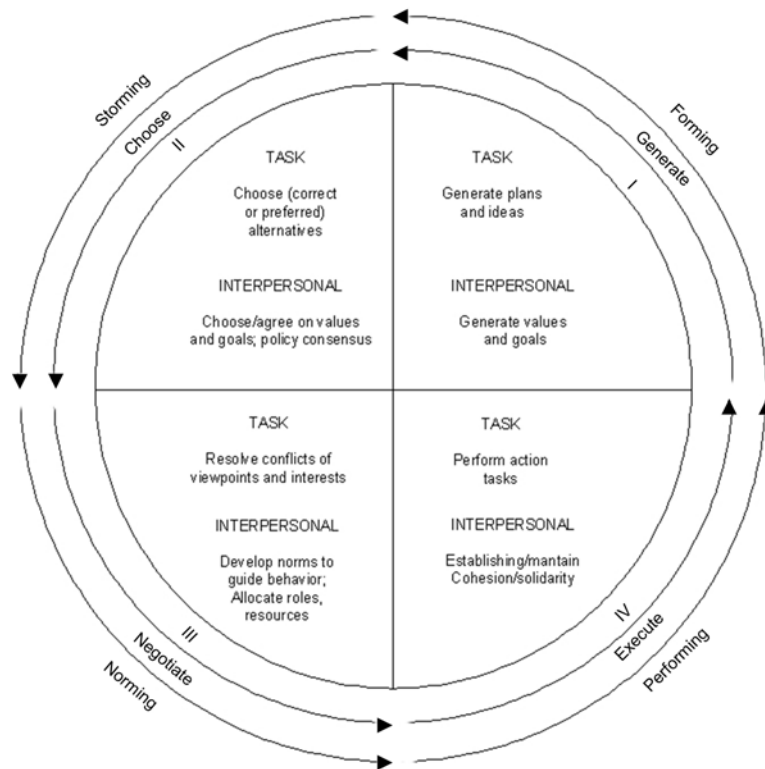 Storming
Choose
II
TASK
Choose (correct
or preferred)
alternatives
INTERPERSONAL
Choose/agree on values
and goals; policy consensus
Forming
Generate
I
TASK
Generate plans
and ideas
INTERPERSONAL
Generate values
and goals
TASK
Resolve conflicts of
viewpoints and interests
INTERPERSONAL
Develop norms to
guide behavior;
Allocate roles,
resources
III
Negotiate
Norming
TASK
Perform action
tasks
INTERPERSONAL
Establishing/mantain
Cohesion/solidarity
IV
Execute
Performing